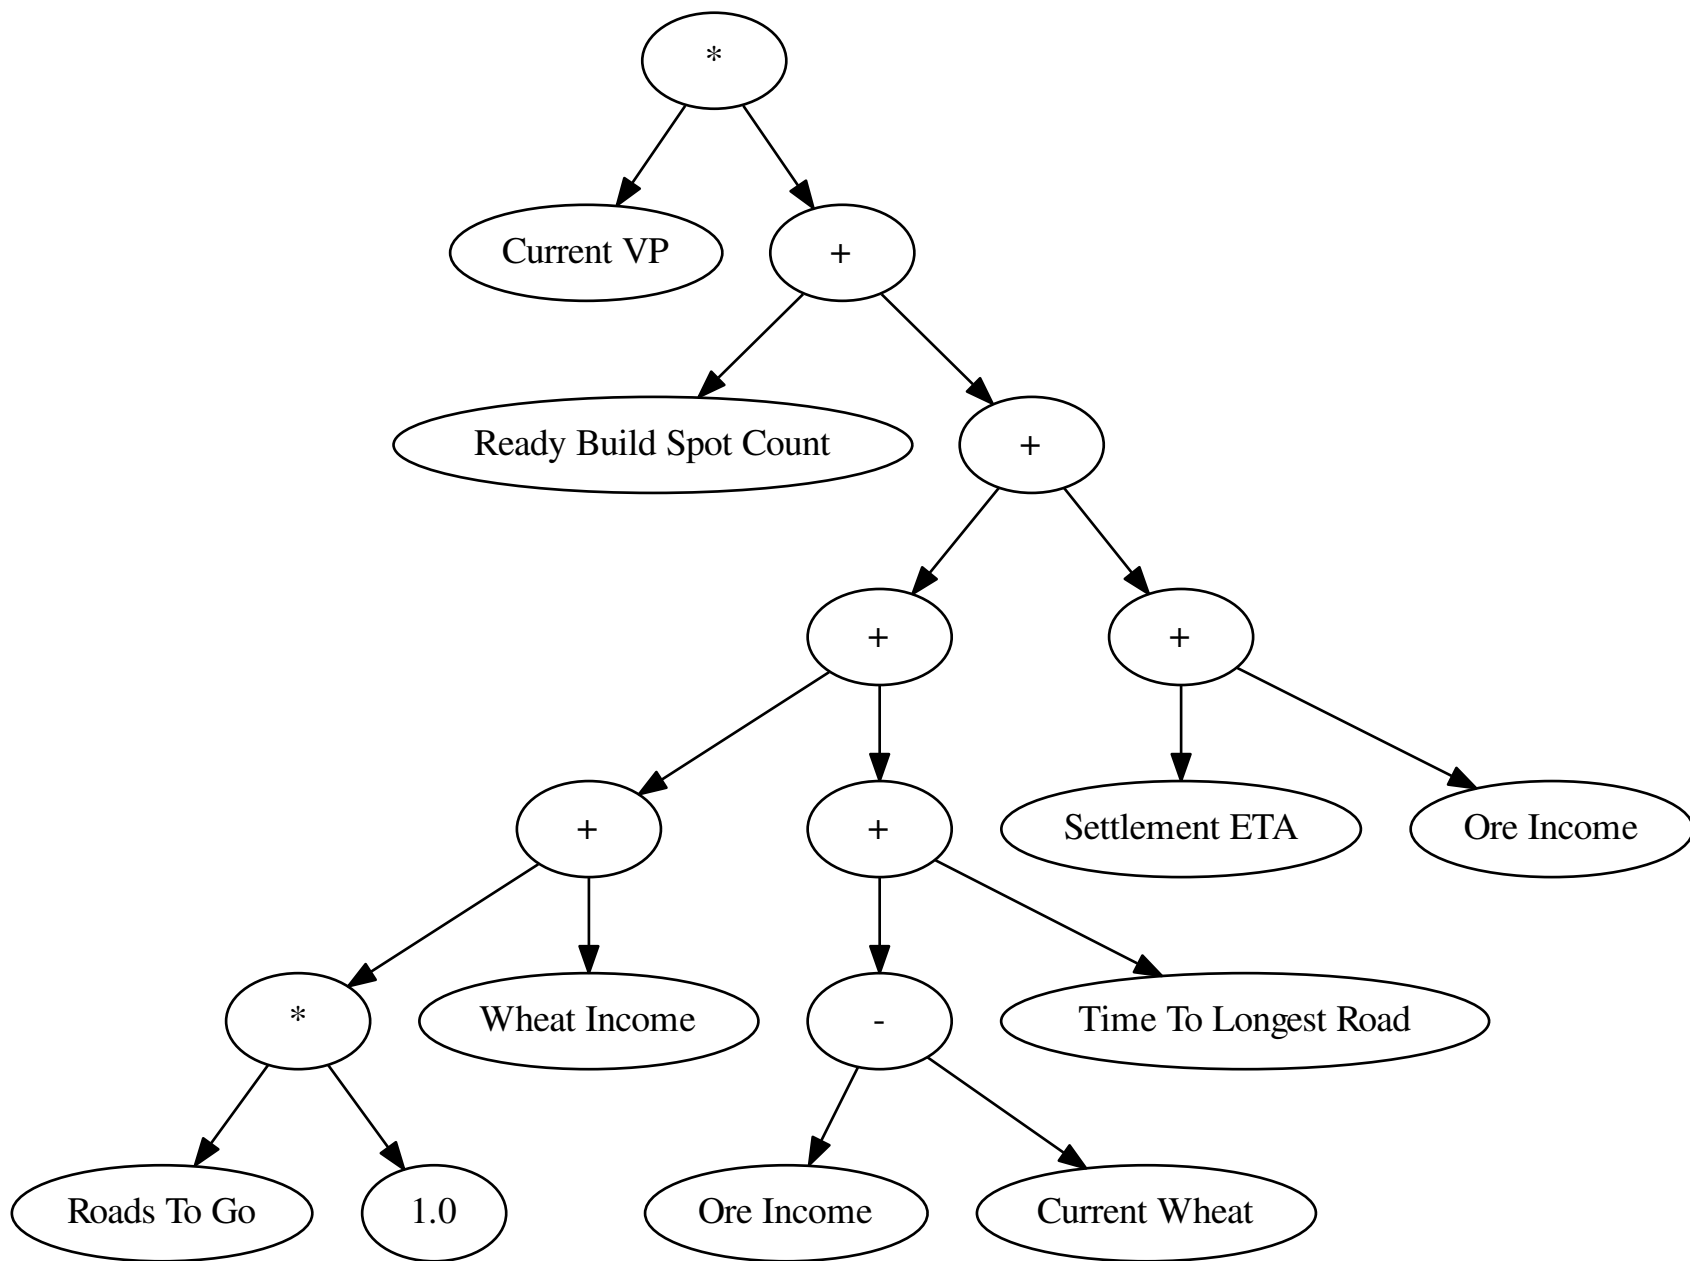 *
Current VP
+
Ready Build Spot Count
+
+
+
+
+
Settlement ETA
Ore Income
*
Wheat Income
-
Time To Longest Road
Roads To Go
1.0
Ore Income
Current Wheat